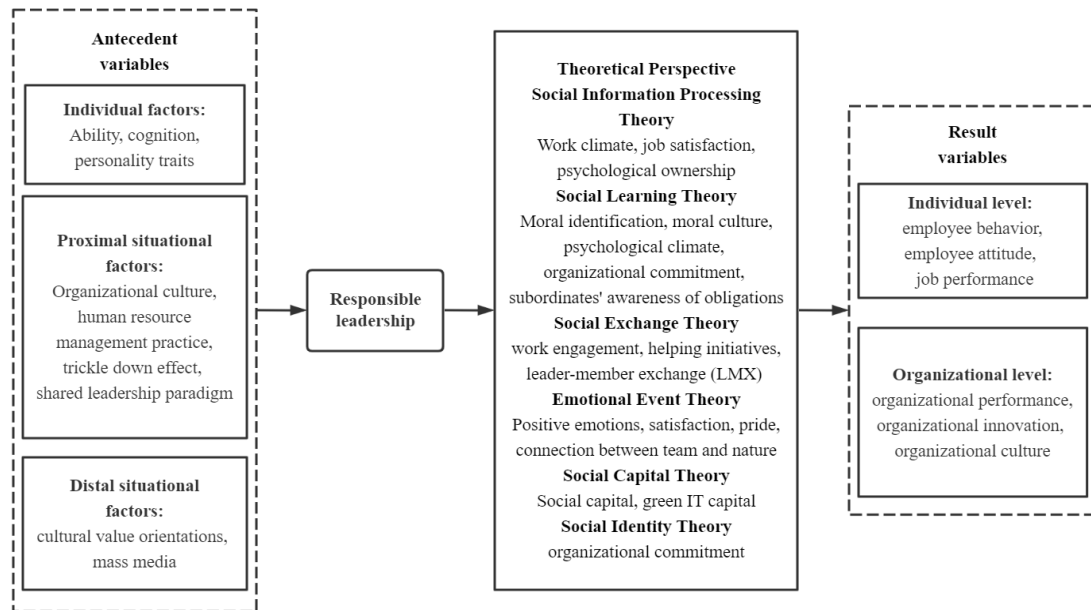 Antecedent
variables
Individual factors:
Ability, cognition,
personality traits
Proximal situational
factors:
Organizational culture,
human resource
management practice,
trickle down effect,
shared leadership paradigm
Distal situational
factors:
cultural value orientations,
mass media
Responsible
leadership
Theoretical Perspective
Social Information Processing
Theory
Work climate, job satisfaction,
psychological ownership
Social Learning Theory
Moral identification, moral culture,
psychological climate,
organizational commitment,
subordinates' awareness of obligations
Social Exchange Theory
work engagement, helping initiatives,
leader-member exchange (LMX)
Emotional Event Theory
Positive emotions, satisfaction, pride,
connection between team and nature
Social Capital Theory
Social capital, green IT capital
Social Identity Theory
organizational commitment
Result
variables
Individual level:
employee behavior,
employee attitude,
job performance
Organizational level:
organizational performance,
organizational innovation,
organizational culture